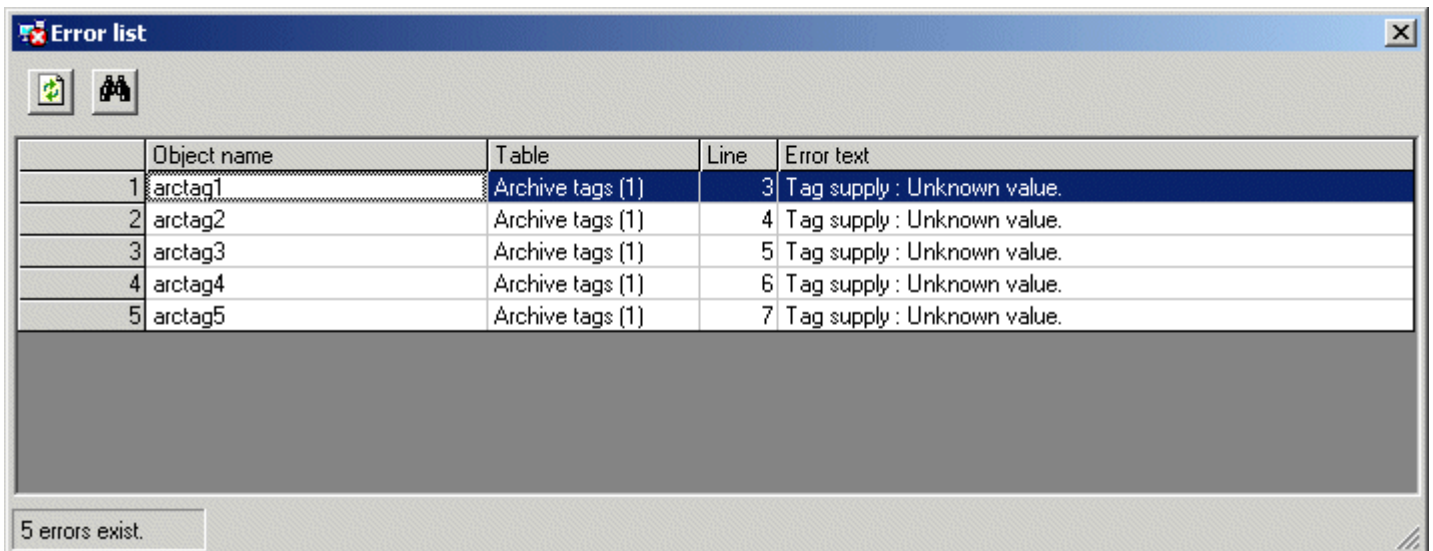 Error list
Object name Table Line Error text
1 arctag1 Archive tags (1) 3 Tag supply : Unknown value.
2 arctag2 Archive tags (1) 4 Tag supply : Unknown value.
3 arctag3 Archive tags (1) 5 Tag supply : Unknown value.
4 arctag4 Archive tags (1) 6 Tag supply : Unknown value.
5 arctag5 Archive tags (1) 7 Tag supply : Unknown value.
5 errors exist.